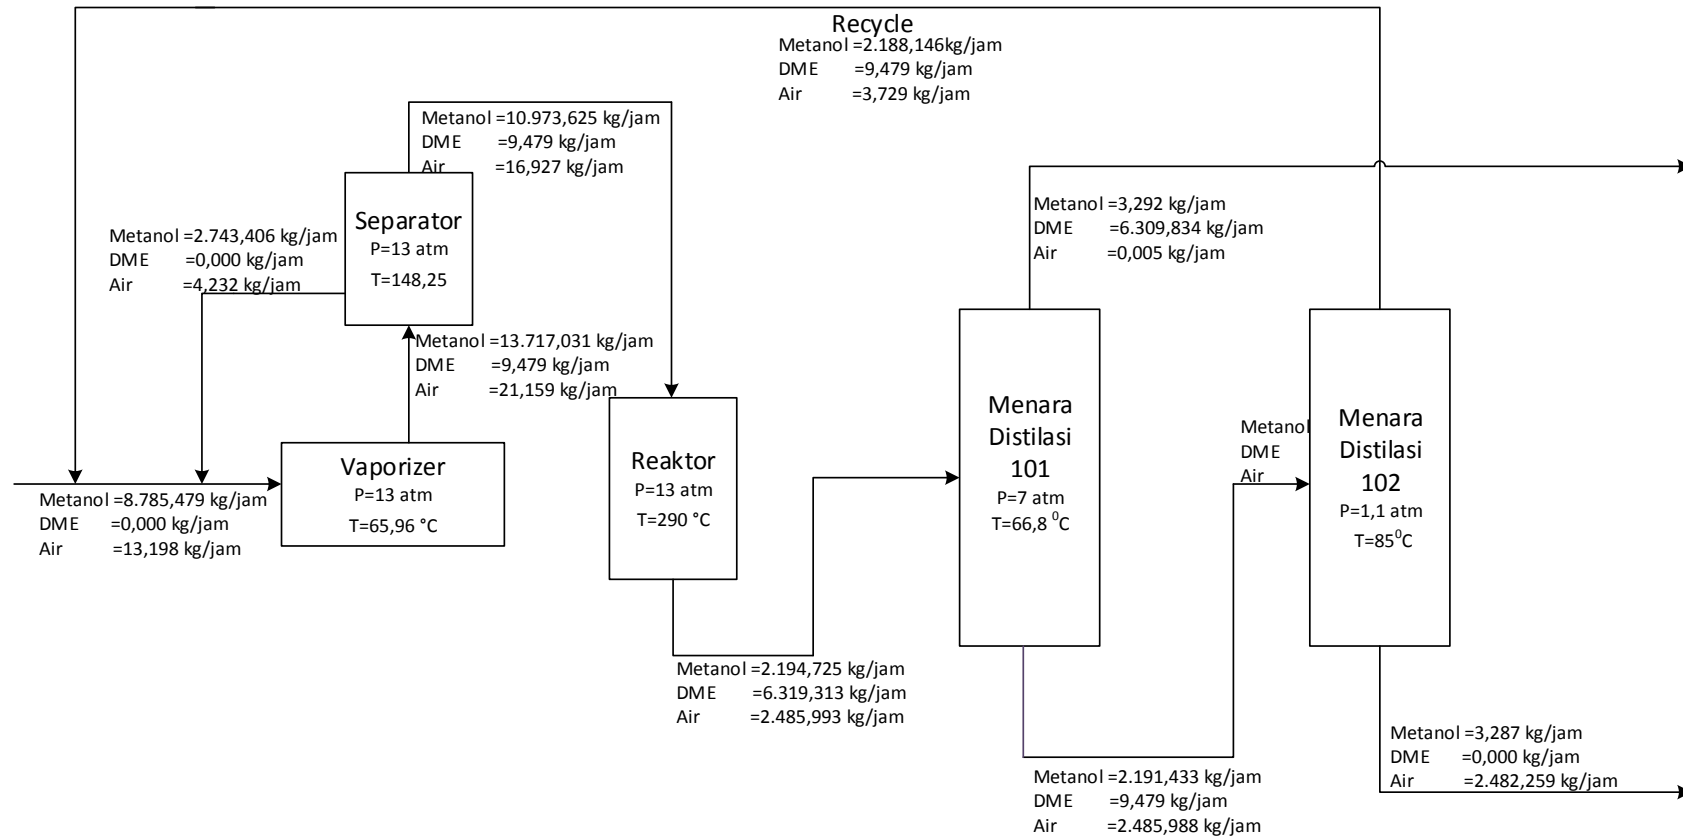 Recycle
Metanol =2.188,146kg/jam
DME =9,479 kg/jam
Air =3,729 kg/jam
Metanol =10.973,625 kg/jam
DME =9,479 kg/jam
Air =16,927 kg/jam
Separator
P=13 atm
T=148,25
Metanol =2.743,406 kg/jam
DME =0,000 kg/jam
Air =4,232 kg/jam
Metanol =13.717,031 kg/jam
DME =9,479 kg/jam
Air =21,159 kg/jam
Vaporizer
P=13 atm
T=65,96 °C
Metanol =8.785,479 kg/jam
DME =0,000 kg/jam
Air =13,198 kg/jam
Reaktor
P=13 atm
T=290 °C
Metanol =2.194,725 kg/jam
DME =6.319,313 kg/jam
Air =2.485,993 kg/jam
Metanol =3,292 kg/jam
DME =6.309,834 kg/jam
Air =0,005 kg/jam
Menara
Distilasi
101
P=7 atm
T=66,8 ⁰C
Metanol =2.191,433 kg/jam
DME =9,479 kg/jam
Air =2.485,988 kg/jam
Metanol
DME
Air
Menara
Distilasi
102
P=1,1 atm
T=85⁰C
Metanol =3,287 kg/jam
DME =0,000 kg/jam
Air =2.482,259 kg/jam